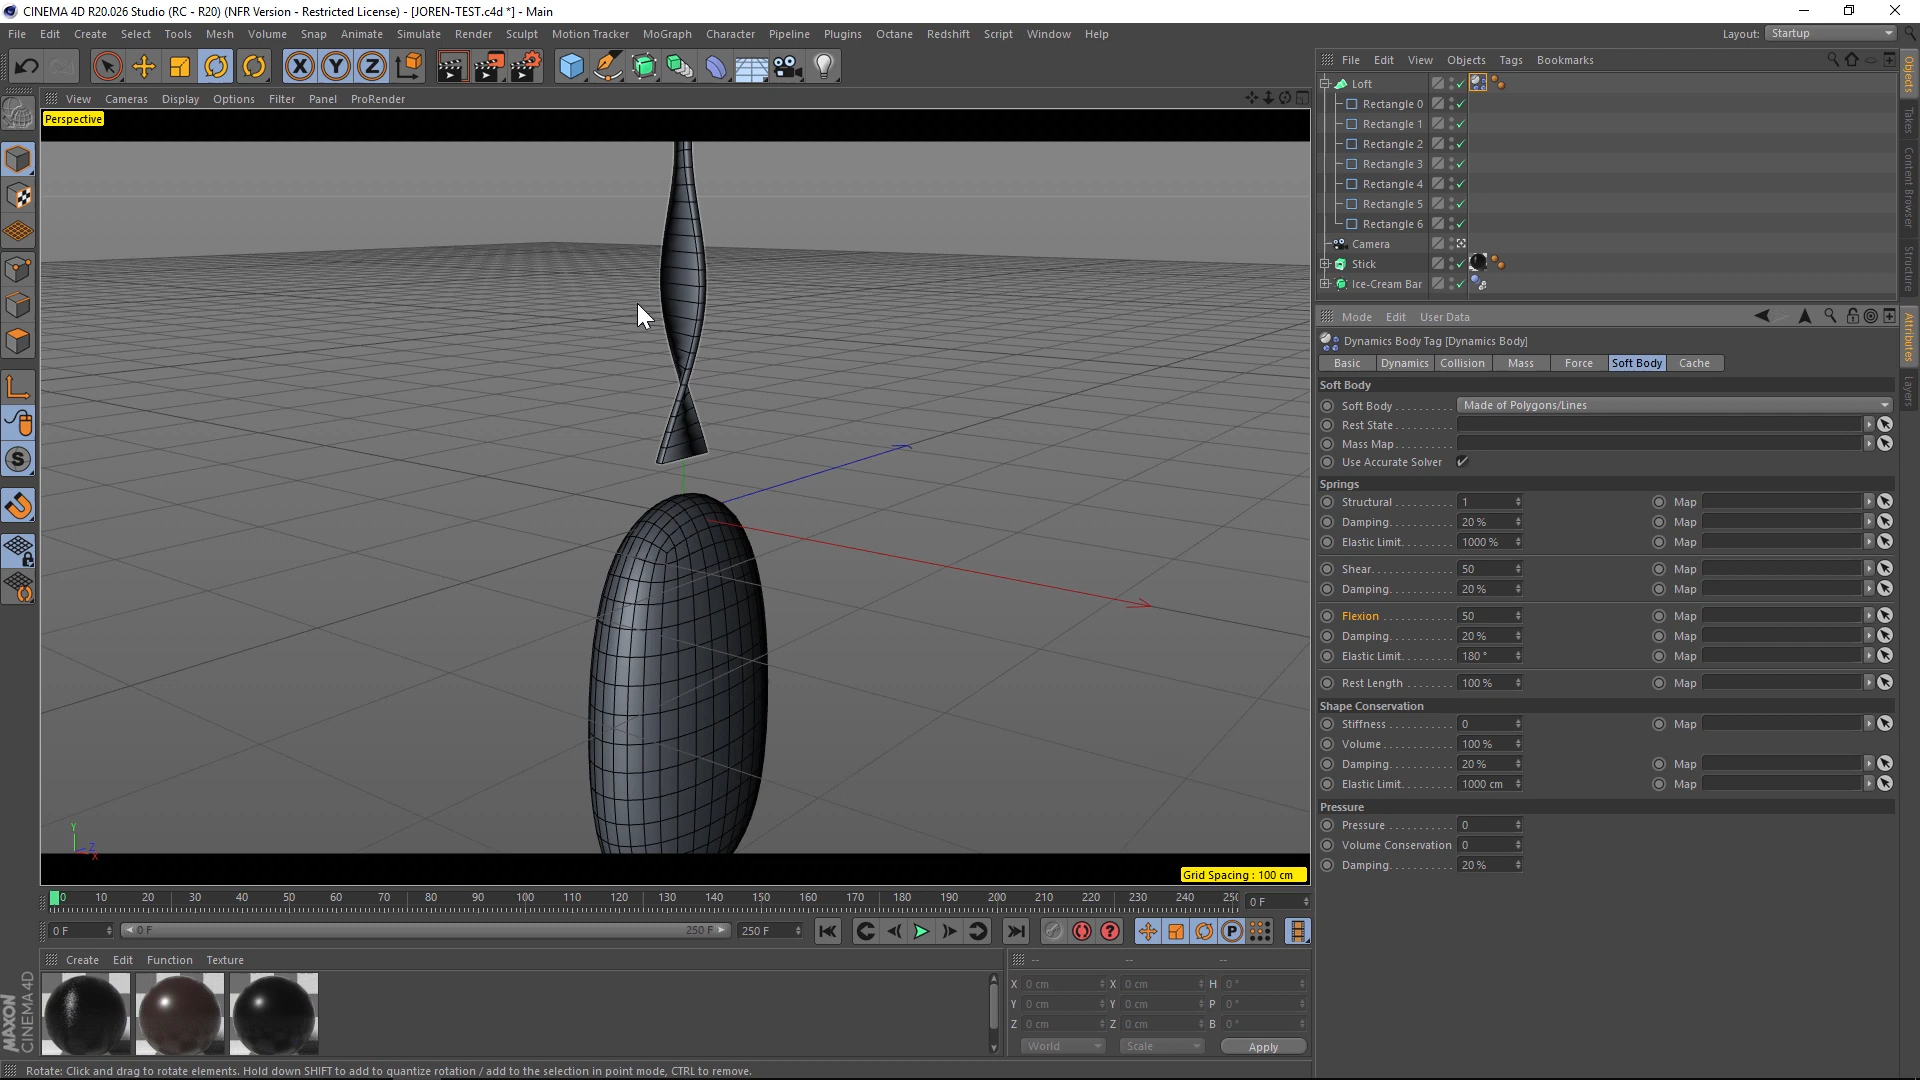 CINEMA 4D R20.026 Studio (RC - R20) (NFR Version - Restricted License) - [JOREN-TEST.c4d *] - Main
File Edit Create Select Tools Mesh Volume Snap Animate Simulate Render Sculpt Motion Tracker MoGraph Character Pipeline Plugins Octane Redshift Script Window Help Layout: Startup
X Y Z
File Edit View Objects Tags Bookmarks
View Cameras Display Options Filter Panel ProRender
Perspective
Loft
Rectangle 0
Rectangle 1
Rectangle 2
Rectangle 3
Rectangle 4
Rectangle 5
Rectangle 6
Camera
Stick
Ice-Cream Bar
Objects
Takes
Content Browser
Structure
Attributes
Layers
Mode Edit User Data
Dynamics Body Tag [Dynamics Body]
Basic Dynamics Collision Mass Force Soft Body Cache
Soft Body
Soft Body . . . . . . . . . . Made of Polygons/Lines
Rest State . . . . . . . . . .
Mass Map . . . . . . . . . .
Use Accurate Solver
Springs
Structural . . . . . . . . . . 1 Map
Damping. . . . . . . . . . 20 % Map
Elastic Limit. . . . . . . . 1000 % Map
Shear. . . . . . . . . . . . . 50 Map
Damping. . . . . . . . . . 20 % Map
Flexion . . . . . . . . . . . 50 Map
Damping. . . . . . . . . . 20 % Map
Elastic Limit. . . . . . . . 180 ° Map
Rest Length . . . . . . . . 100 % Map
Shape Conservation
Stiffness . . . . . . . . . . . 0 Map
Volume. . . . . . . . . . . . 100 %
Damping. . . . . . . . . . 20 % Map
Elastic Limit. . . . . . . . 1000 cm Map
Pressure
Pressure . . . . . . . . . . . 0
Volume Conservation 0
Damping. . . . . . . . . . 20 %
Y
Z
X
Grid Spacing : 100 cm
0 10 20 30 40 50 60 70 80 90 100 110 120 130 140 150 160 170 180 190 200 210 220 230 240 25( 0 F
0 F 0 F 250 F 250 F
Create Edit Function Texture
-- -- --
X 0 cm X 0 cm H 0 °
Y 0 cm Y 0 cm P 0 °
Z 0 cm Z 0 cm B 0 °
World Scale Apply
MAXON
CINEMA 4D
Rotate: Click and drag to rotate elements. Hold down SHIFT to add to quantize rotation / add to the selection in point mode, CTRL to remove.